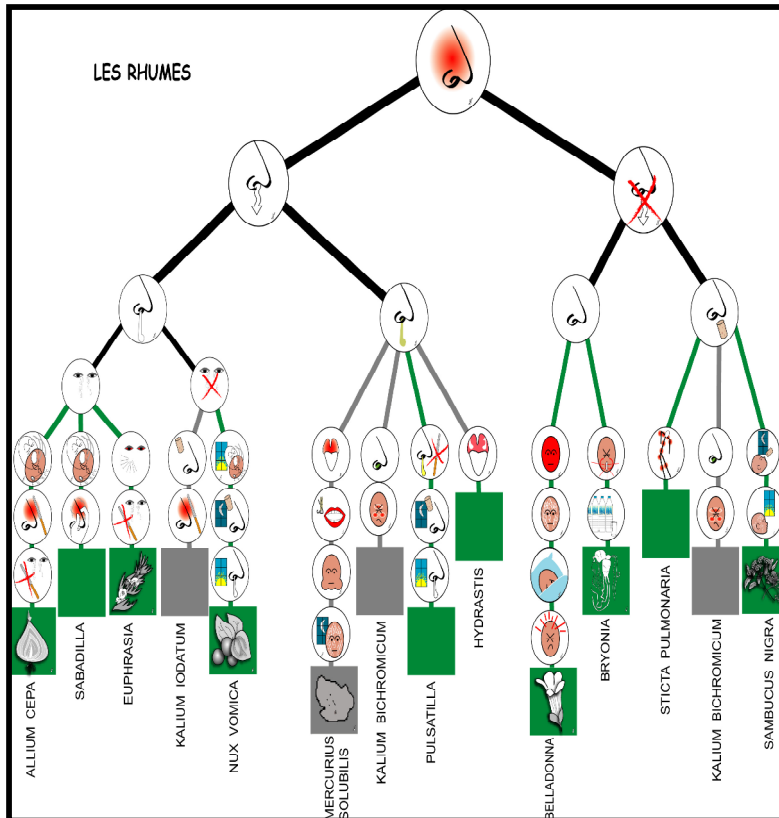 LES RHUMES
ALLIUM CEPA
SABADILLA
EUPHRASIA
KALIUM IODATUM
NUX VOMICA
MERCURIUS
SOLUBILIS
KALIUM BICHROMICUM
PULSATILLA
HYDRASTIS
BELLADONNA
BRYONIA
STICTA PULMONARIA
KALIUM BICHROMICUM
SAMBUCUS NIGRA